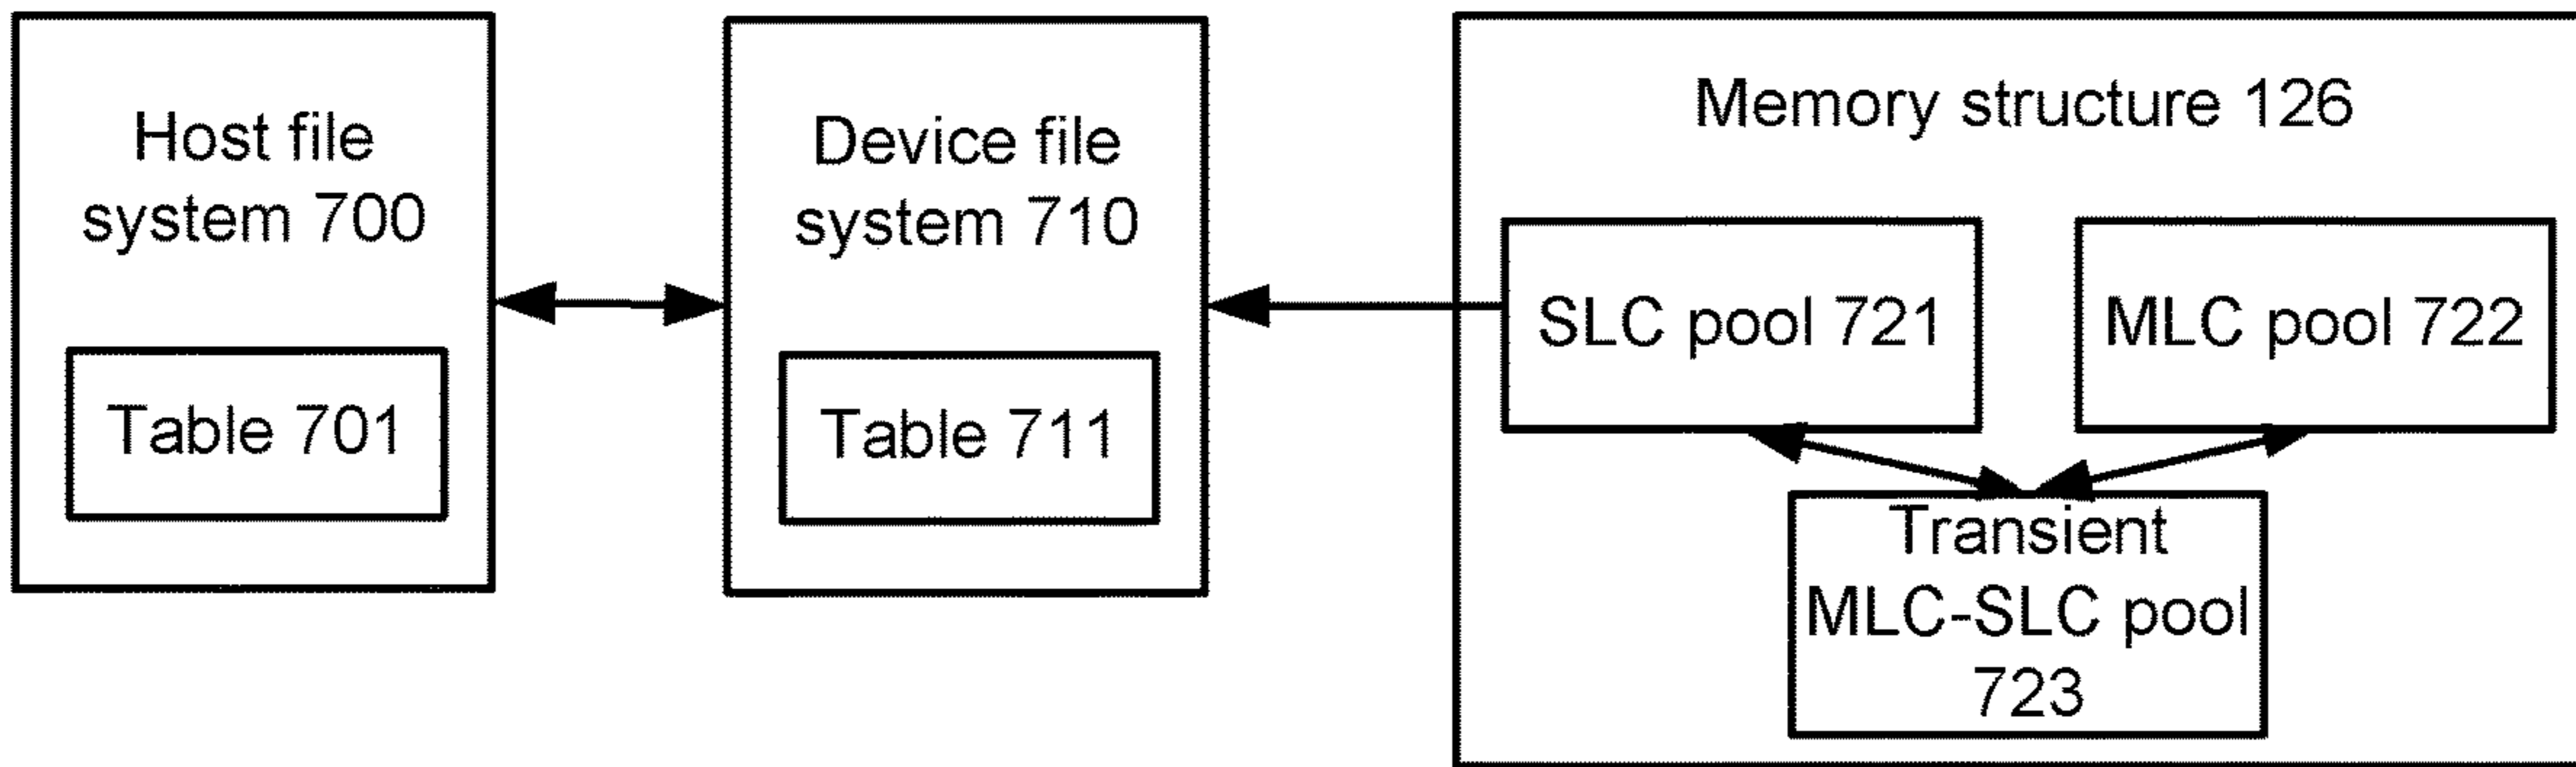 Host file
system 700
Table 701
Device file
system 710
Table 711
Memory structure 126
SLC pool 721
MLC pool 722
Transient
MLC-SLC pool
723